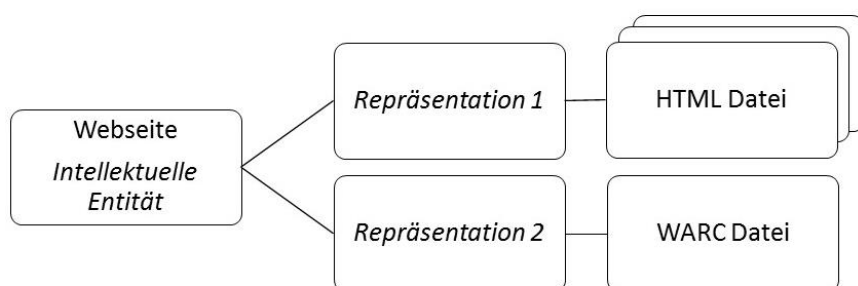 Webseite
Intellektuelle
Entität
Repräsentation 1
HTML Datei
Repräsentation 2
WARC Datei